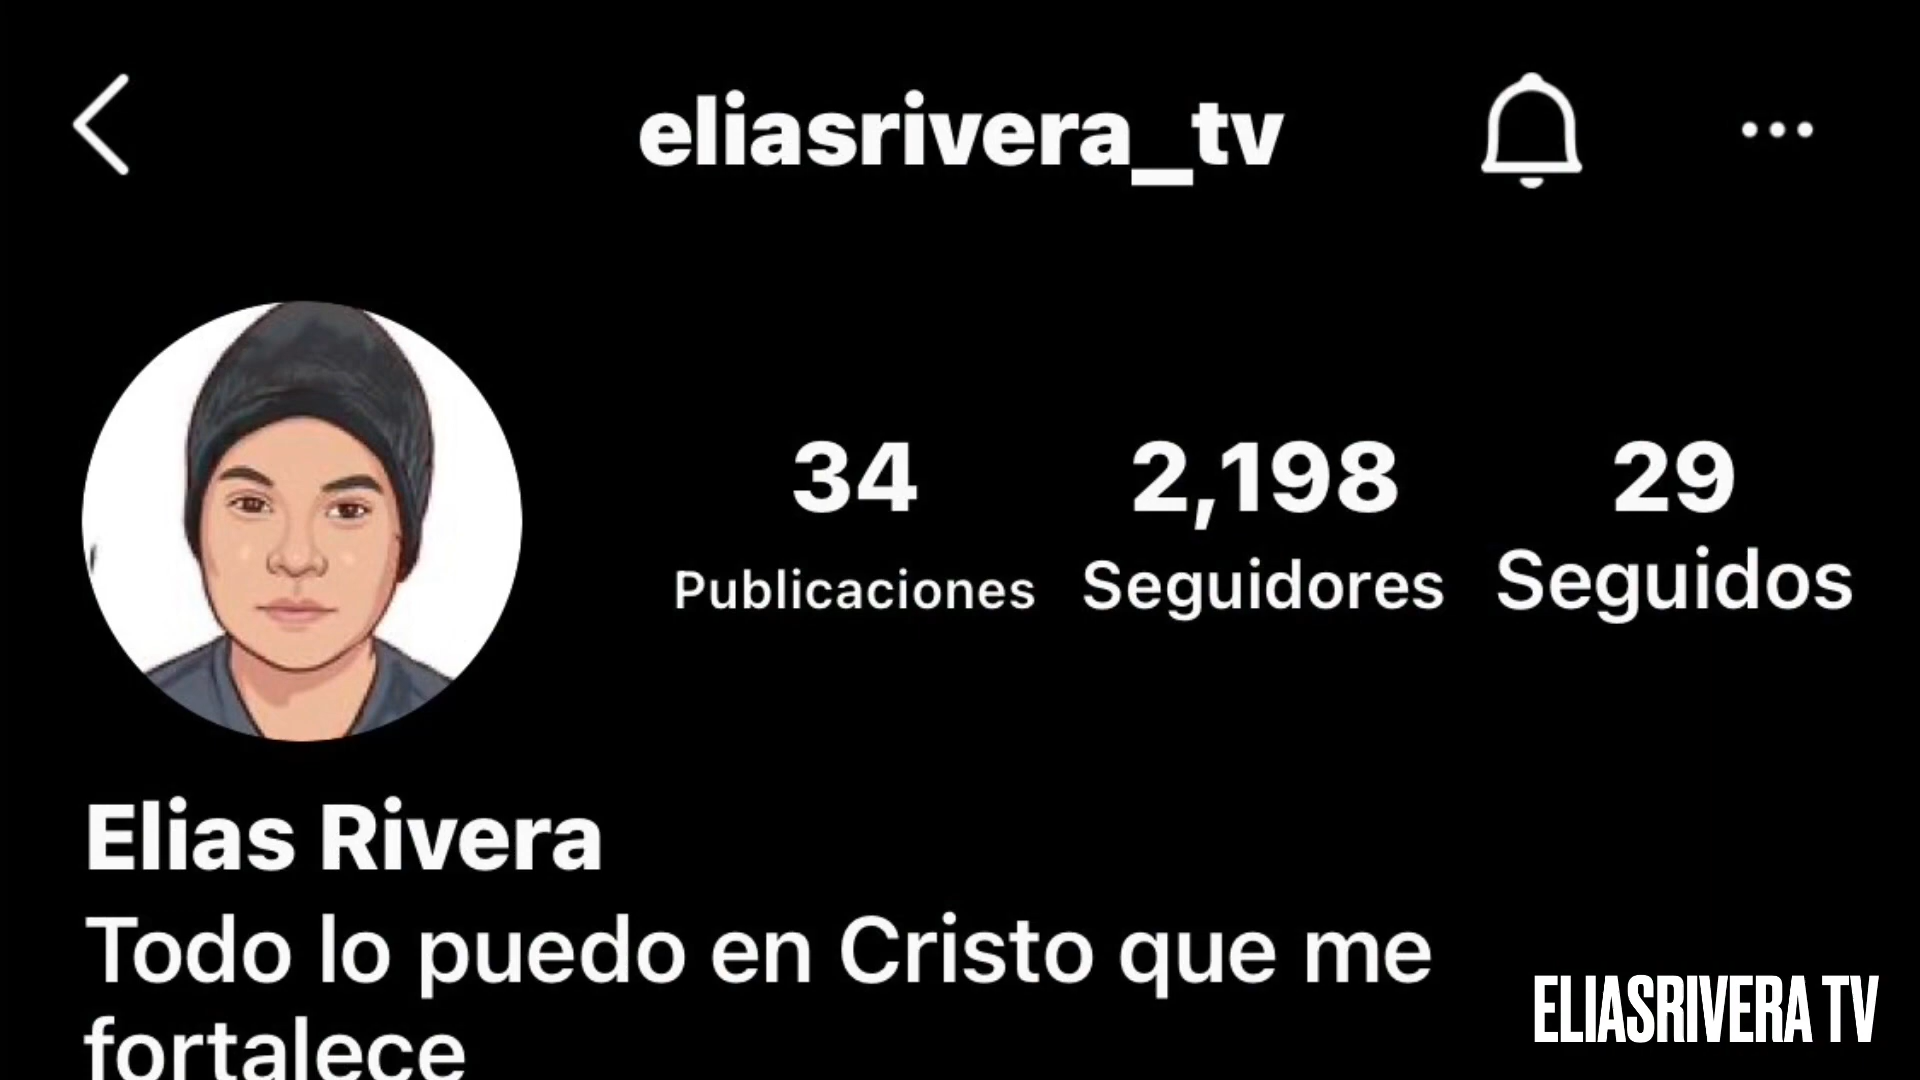 eliasrivera_tv
34 2,198 29
Publicaciones Seguidores Seguidos
Elias Rivera
Todo lo puedo en Cristo que me
fortalece
ELIASRIVERA TV